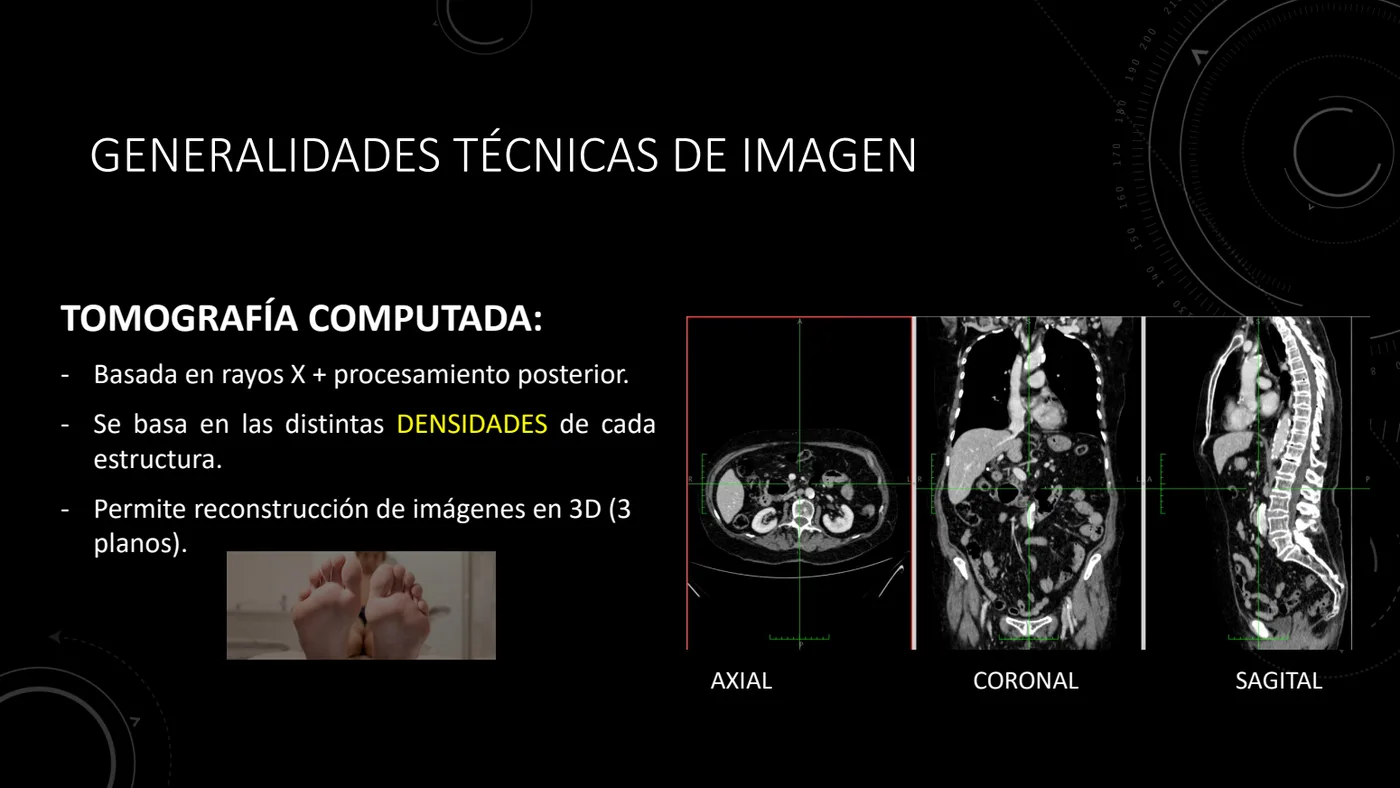 GENERALIDADES TÉCNICAS DE IMAGEN
TOMOGRAFÍA COMPUTADA:
- Basada en rayos X + procesamiento posterior.
- Se basa en las distintas DENSIDADES de cada
estructura.
- Permite reconstrucción de imágenes en 3D (3
planos).
AXIAL
CORONAL
SAGITAL